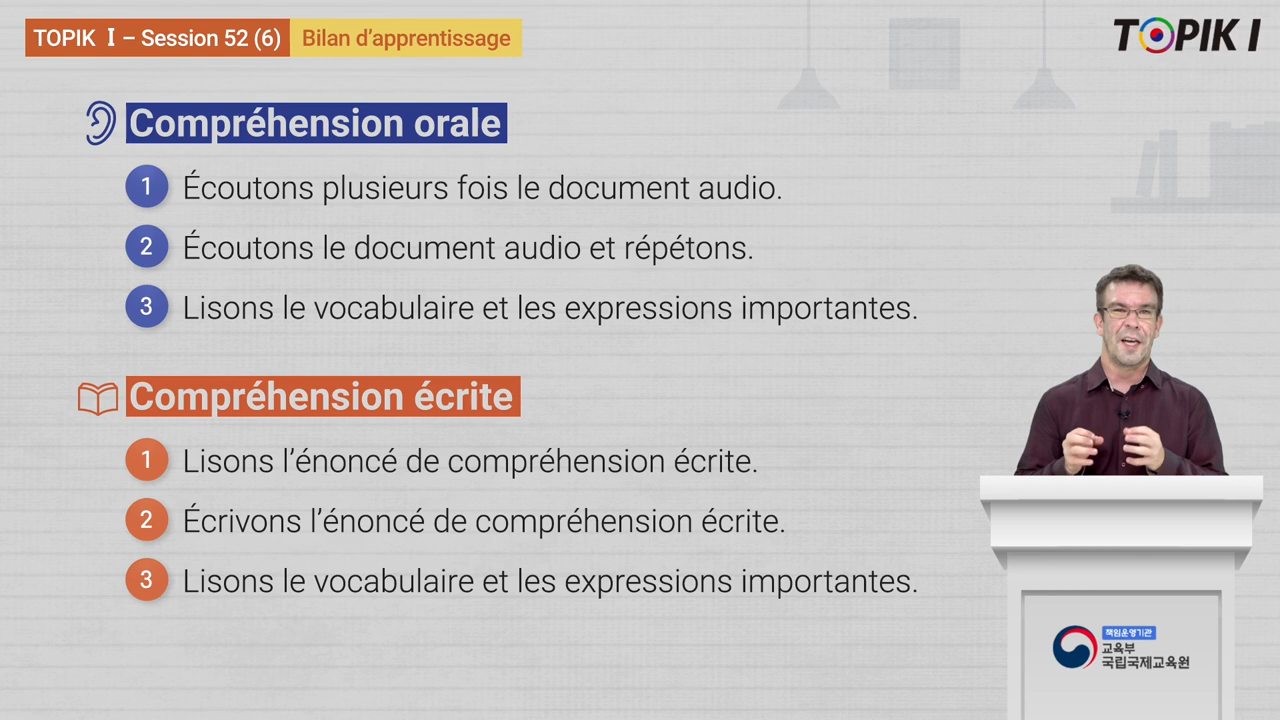 TOPIK I – Session 52 (6) Bilan d’apprentissage
TOPIK I
Compréhension orale
1 Écoutons plusieurs fois le document audio.
2 Écoutons le document audio et répétons.
3 Lisons le vocabulaire et les expressions importantes.
Compréhension écrite
1 Lisons l’énoncé de compréhension écrite.
2 Écrivons l’énoncé de compréhension écrite.
3 Lisons le vocabulaire et les expressions importantes.
책임운영기관
교육부
국립국제교육원